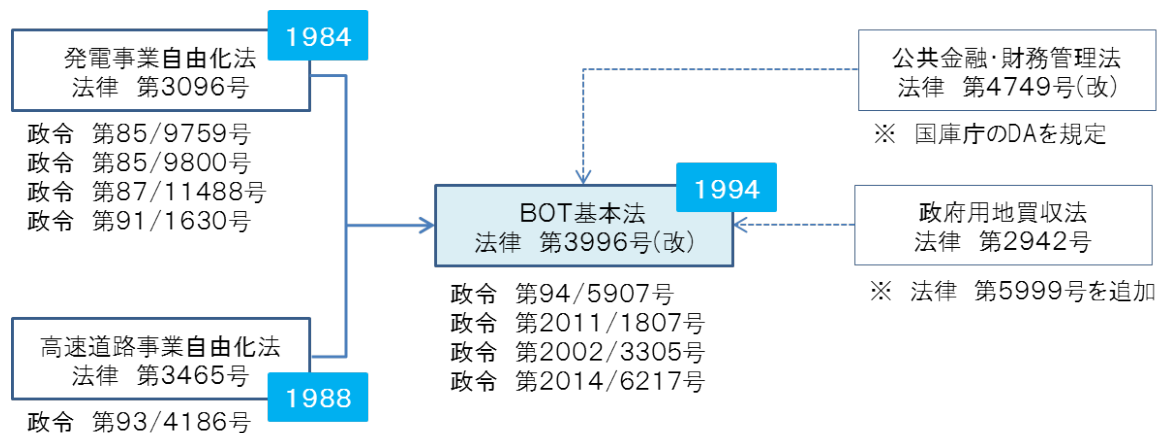 1984
発電事業自由化法
法律 第3096号
政令 第85/9759号
政令 第85/9800号
政令 第87/11488号
政令 第91/1630号
高速道路事業自由化法
法律 第3465号
1988
政令 第93/4186号
1994
BOT基本法
法律 第3996号(改)
政令 第94/5907号
政令 第2011/1807号
政令 第2002/3305号
政令 第2014/6217号
公共金融・財務管理法
法律 第4749号(改)
※ 国庫庁のDAを規定
政府用地買収法
法律 第2942号
※ 法律 第5999号を追加